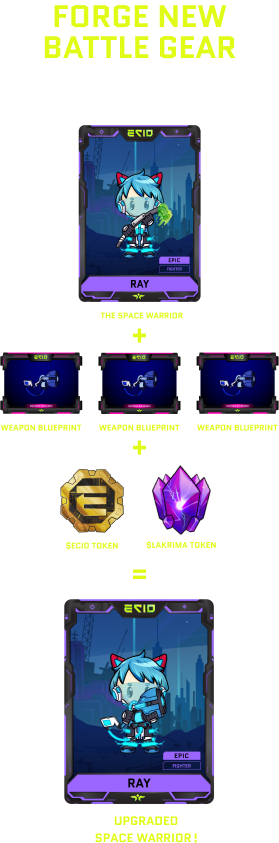 FORGE NEW
BATTLE GEAR
ECIO
EPIC
FIGHTER
RAY
THE SPACE WARRIOR
+
ECIO ECIO ECIO
WEAPON BLUEPRINT WEAPON BLUEPRINT WEAPON BLUEPRINT
+
$ECIO TOKEN $LAKRIMA TOKEN
=
ECIO
EPIC
FIGHTER
RAY
UPGRADED
SPACE WARRIOR !